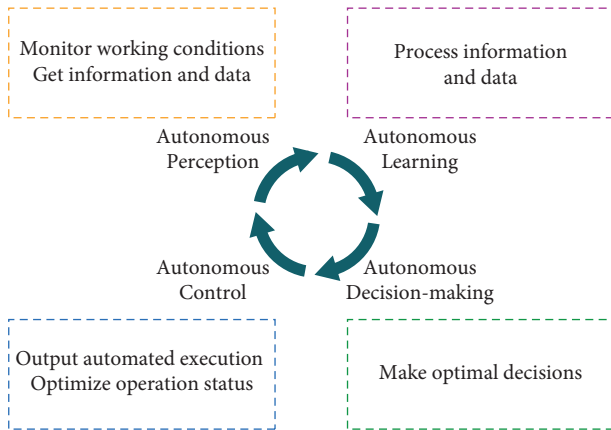 Monitor working conditions
Get information and data
Process information
and data
Autonomous
Perception
Autonomous
Learning
Autonomous
Control
Autonomous
Decision-making
Output automated execution
Optimize operation status
Make optimal decisions